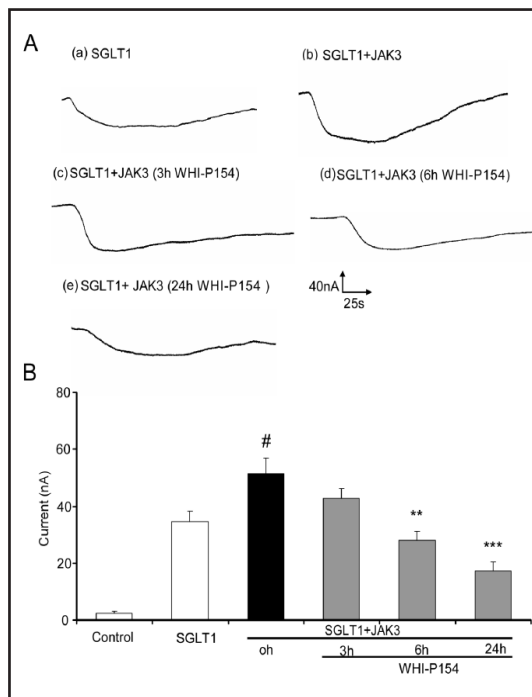 A
(a) SGLT1
(b) SGLT1+JAK3
(c) SGLT1+JAK3 (3h WHI-P154)
(d) SGLT1+JAK3 (6h WHI-P154)
(e) SGLT1+ JAK3 (24h WHI-P154 )
40nA
25s
B
80
60
40
20
0
Current (nA)
#
**
***
Control
SGLT1
SGLT1+JAK3
oh
3h
6h
24h
WHI-P154